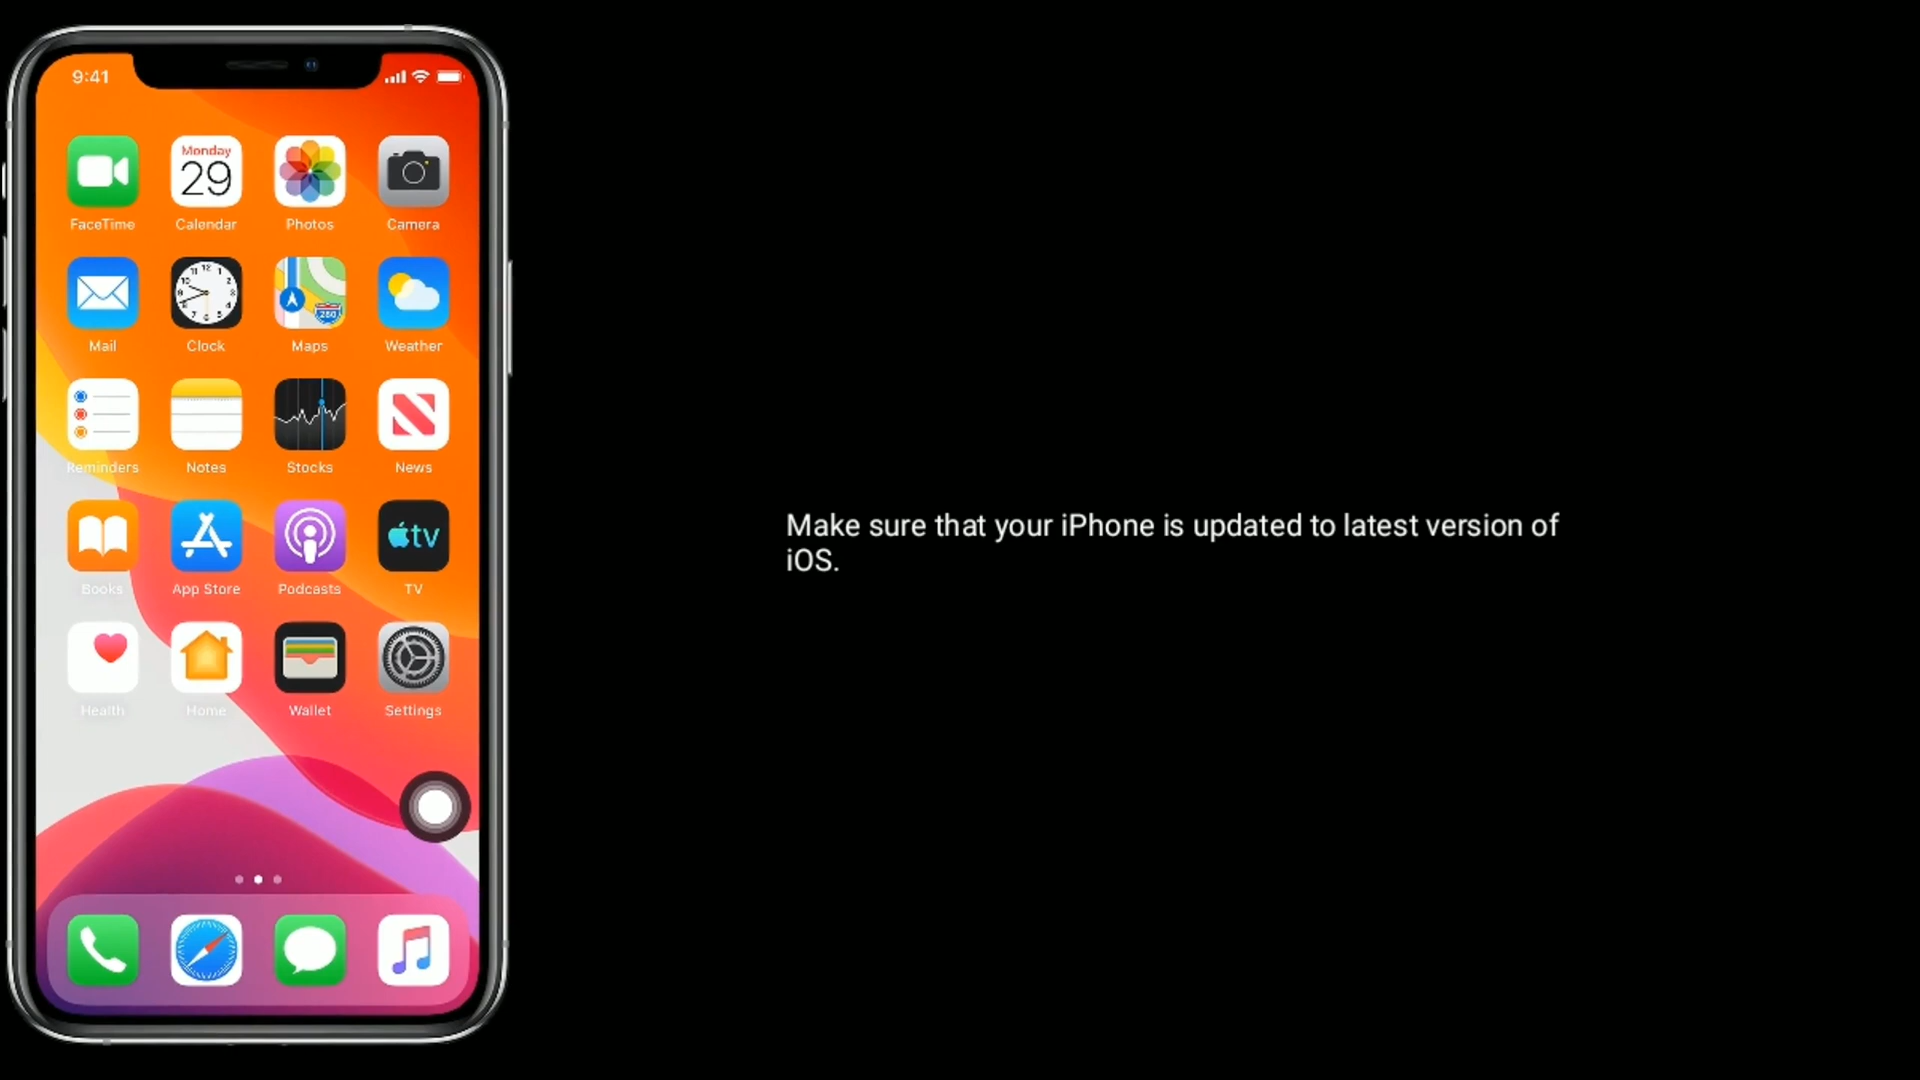 9:41
Monday
29
FaceTime
Calendar
Photos
Camera
280
Mail
Clock
Maps
Weather
Reminders
Notes
Stocks
News
tv
Books
App Store
Podcasts
TV
Health
Home
Wallet
Settings
Make sure that your iPhone is updated to latest version of
iOS.